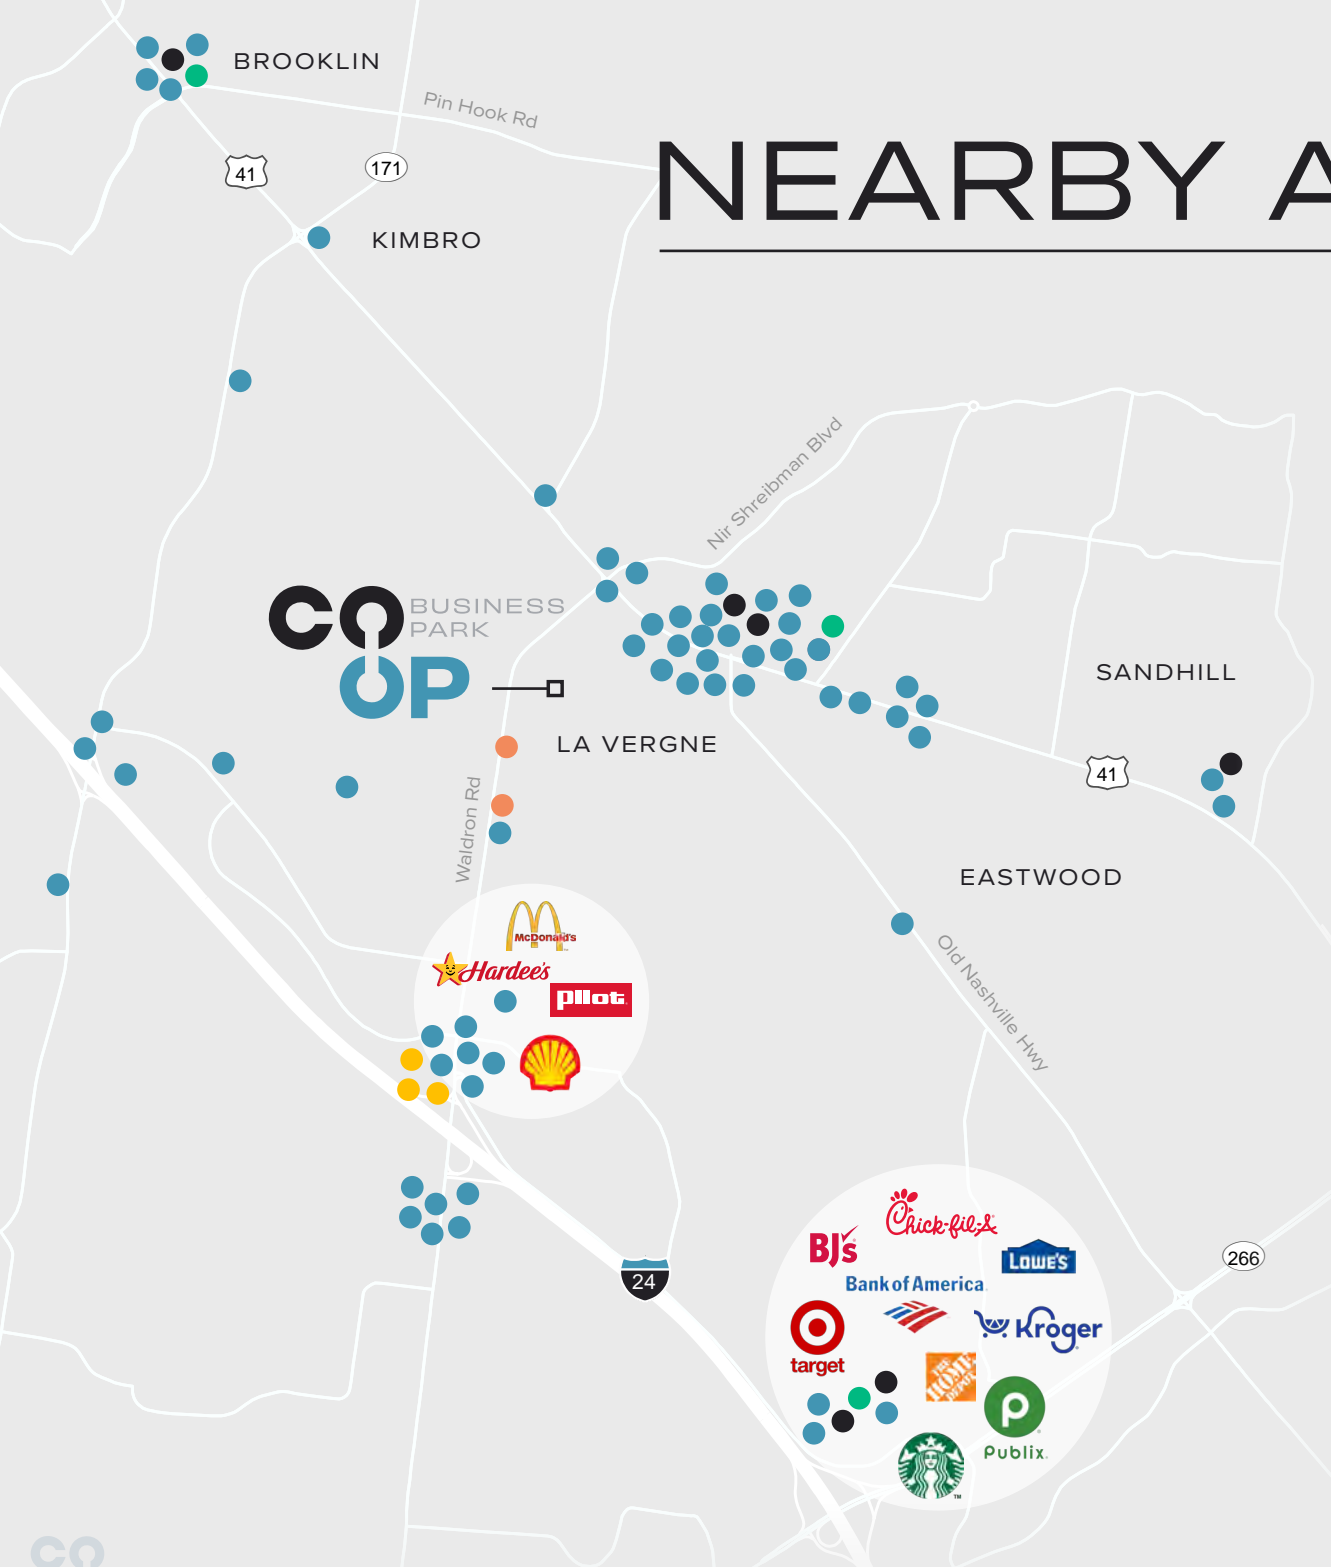 BROOKLIN
Pin Hook Rd
NEARBY A
41
171
KIMBRO
Nir Shreibman Blvd
CO
BUSINESS
PARK
OP
SANDHILL
LA VERGNE
41
Waldron Rd
EASTWOOD
McDonald's
Old Nashville Hwy
Hardee's
PILOT
Chick-fil-A
BJ's
LOWE'S
266
24
Bank of America
Kroger
target
THE
HOME
DEPOT
P
Publix
TM
CO